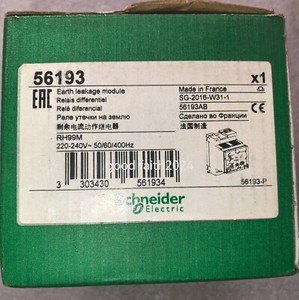 56193
x1
EAC
Earth leakage module
Relais differentiel
Relé diferencial
Реле утечки на землю
剩余电流动作继电器
RH99M
220-240V~ 50/60/400Hz
Made in France
SG-2016-W31-1
56193AB
Сделано во Франции
法国制造
3 303430 561934
56193-P
Schneider
Electric